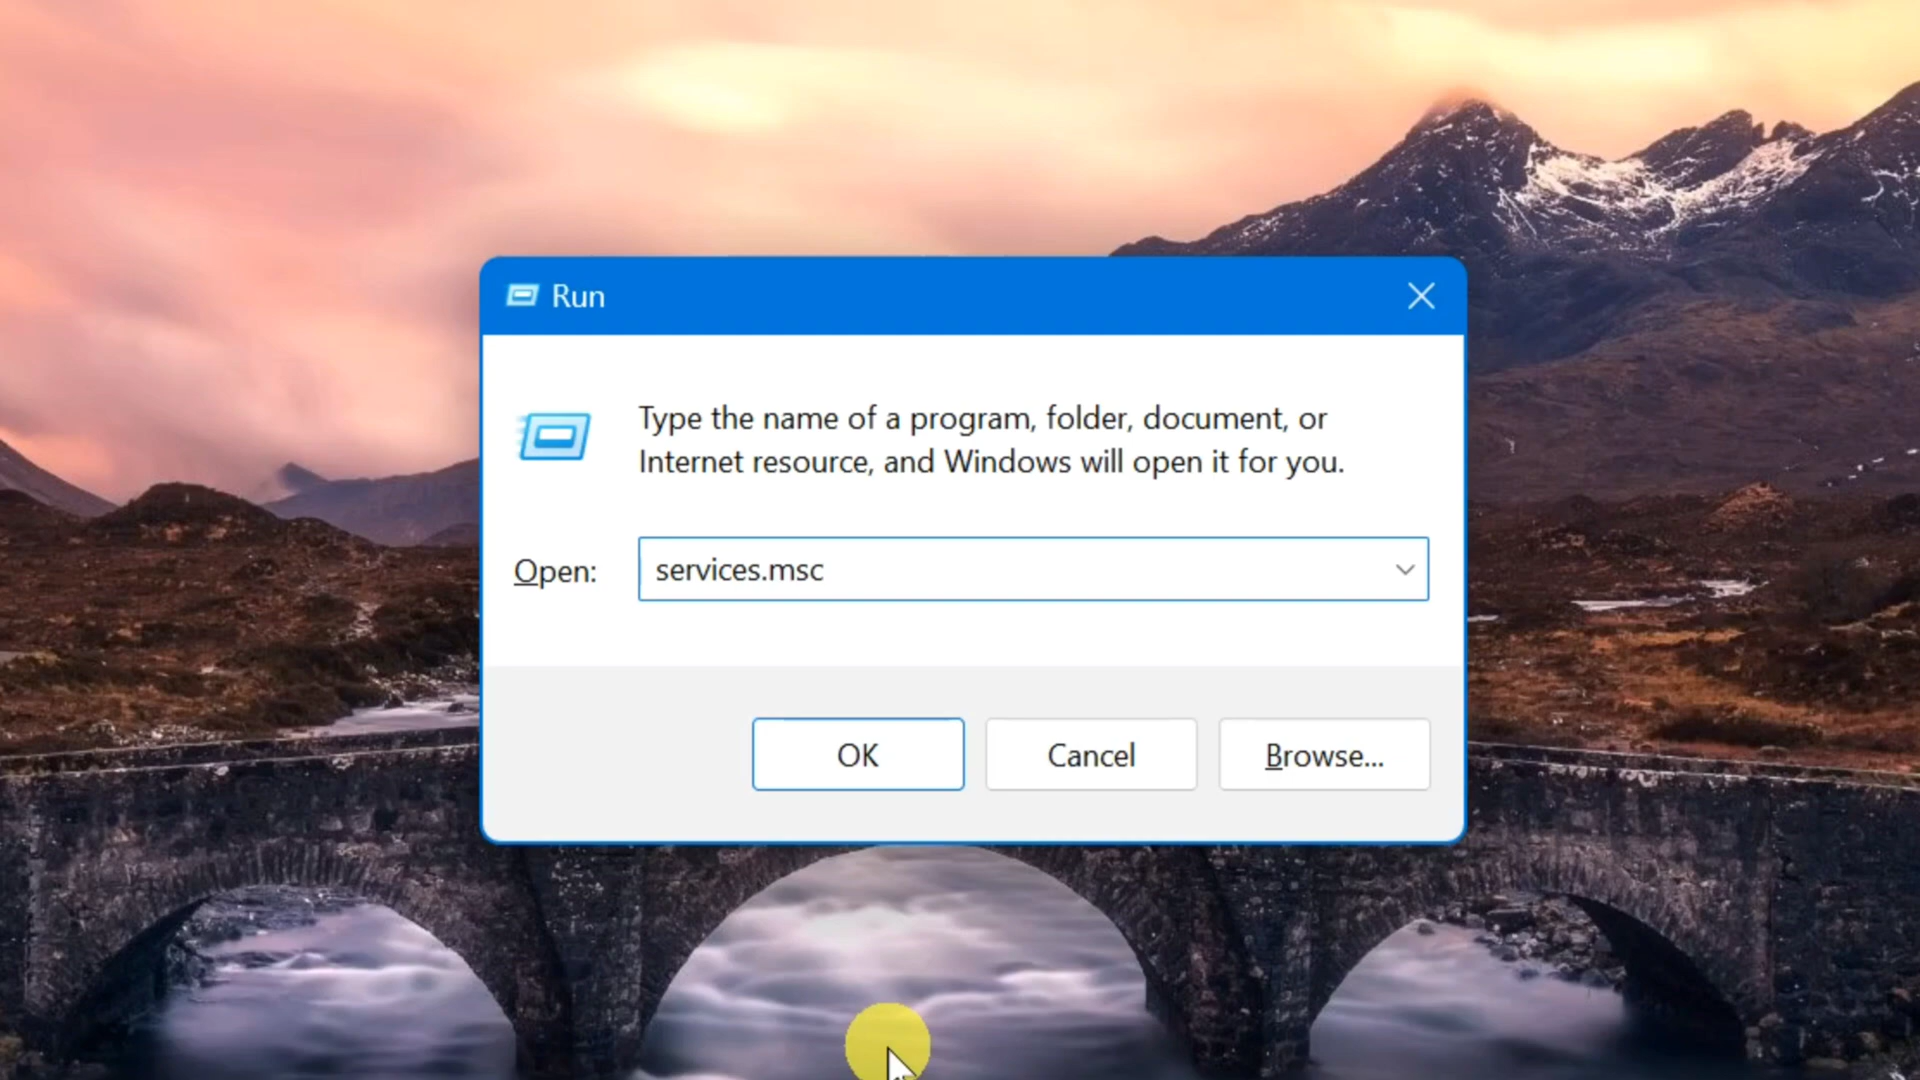 Run
Type the name of a program, folder, document, or
Internet resource, and Windows will open it for you.
Open: services.msc
OK Cancel Browse...